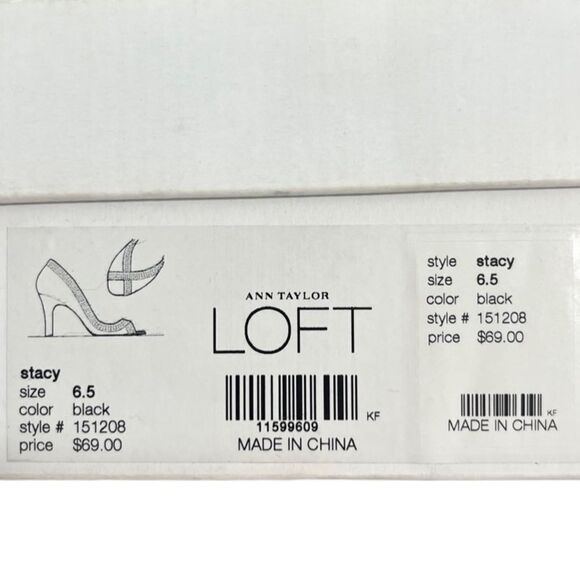 stacy
size 6.5
color black
style # 151208
price $69.00
ANN TAYLOR
LOFT
11599609
KF
MADE IN CHINA
style stacy
size 6.5
color black
style # 151208
price $69.00
KF
MADE IN CHINA